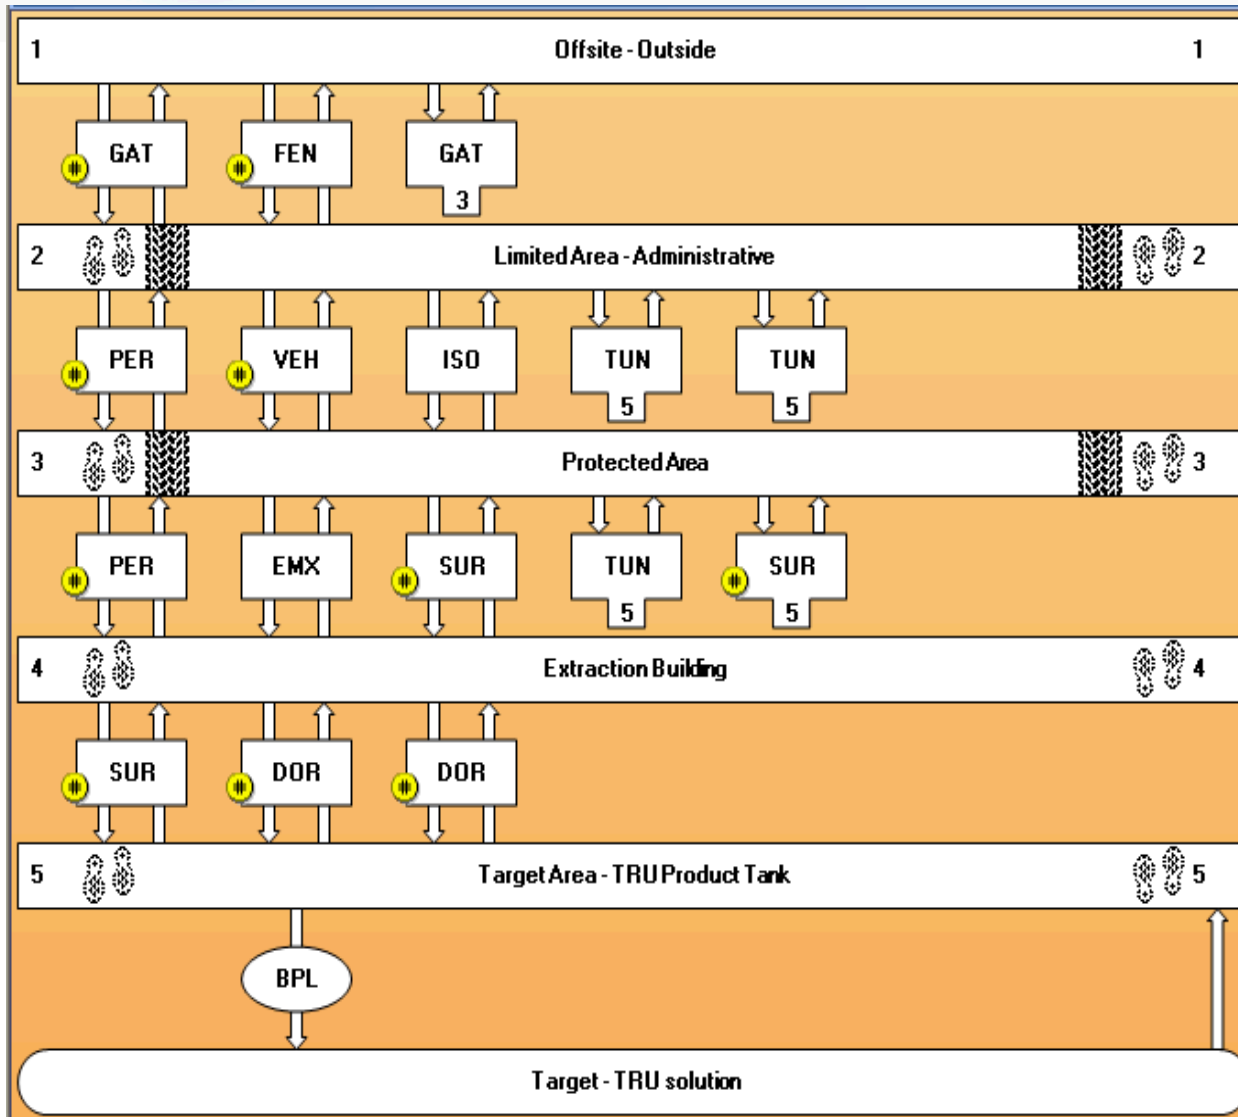 1 Offsite - Outside 1
GAT FEN GAT
3
2 Limited Area - Administrative 2
PER VEH ISO TUN TUN
5 5
3 Protected Area 3
PER EMX SUR TUN SUR
5 5
4 Extraction Building 4
SUR DOR DOR
5 Target Area - TRU Product Tank 5
BPL
Target - TRU solution